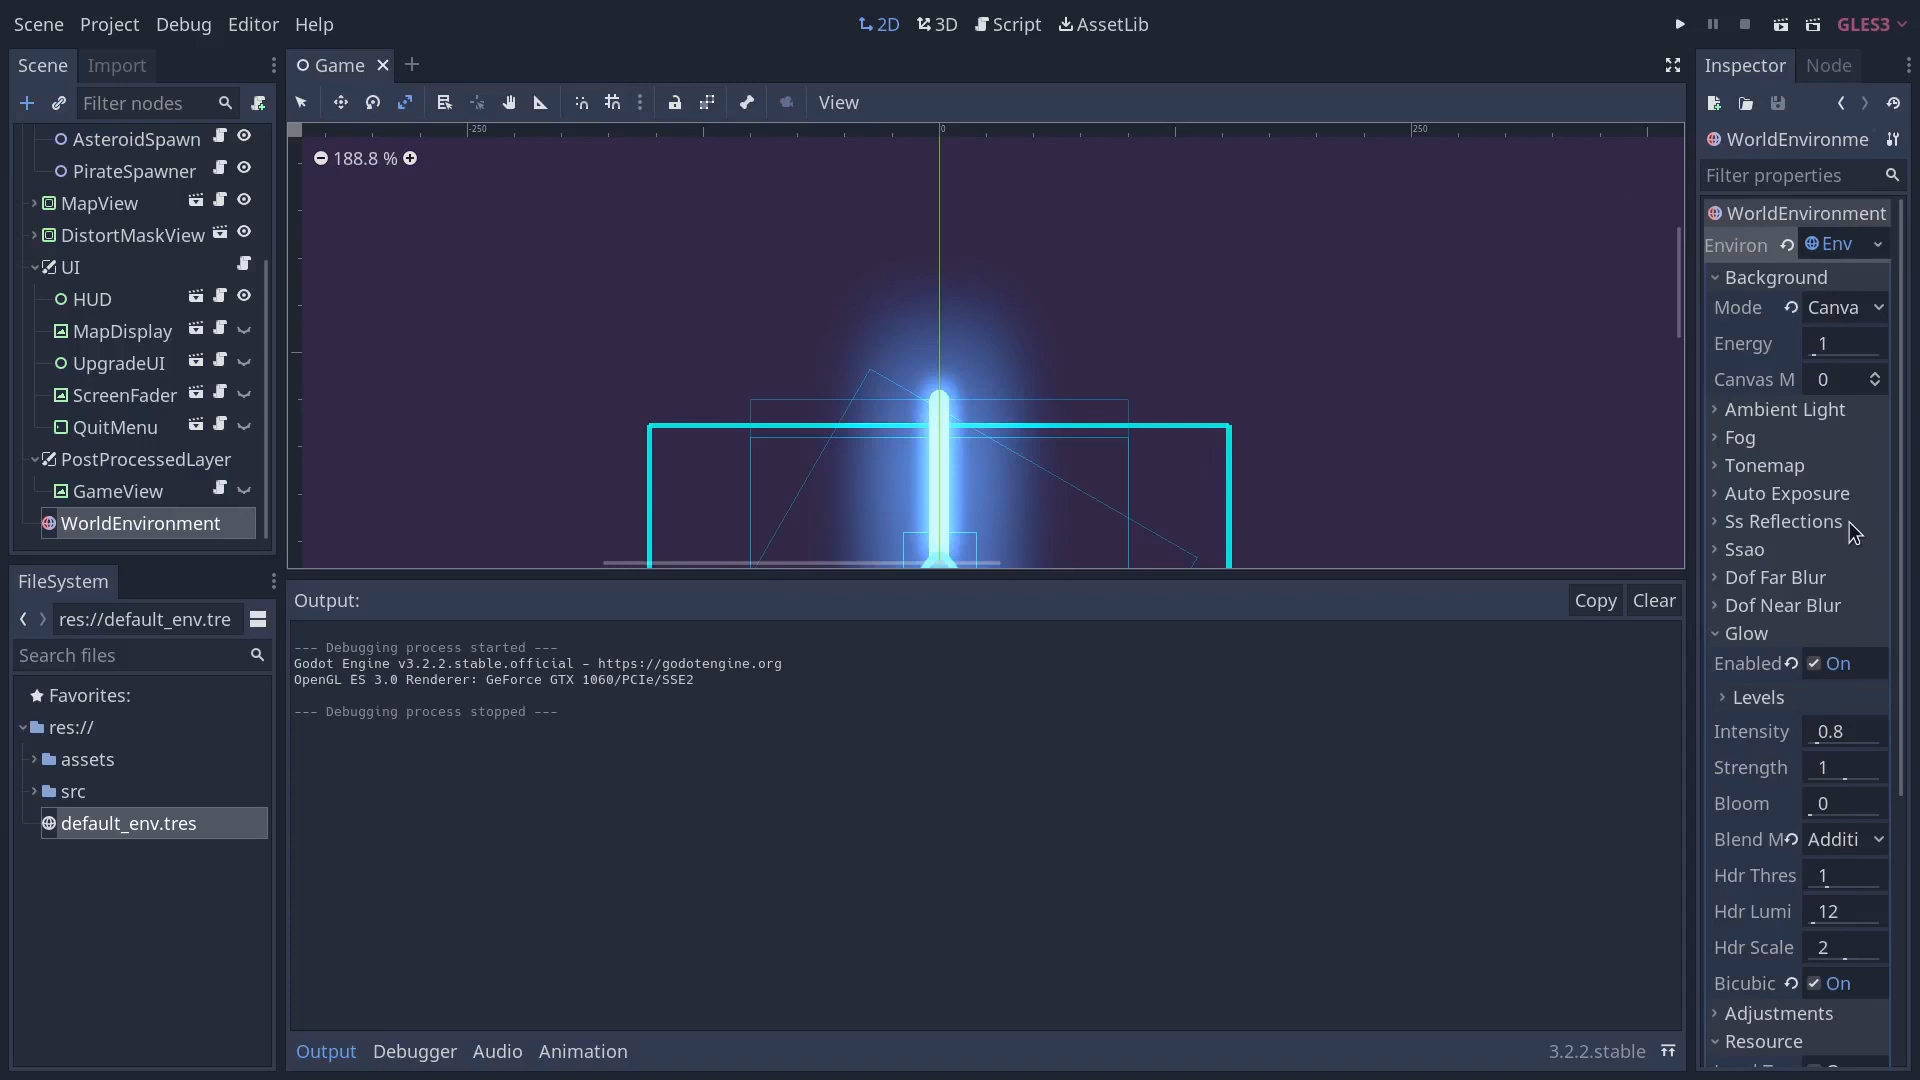 Scene Project Debug Editor Help
2D 3D Script AssetLib
GLES3
Scene Import
Filter nodes
AsteroidSpawn
PirateSpawner
MapView
DistortMaskView
UI
HUD
MapDisplay
UpgradeUI
ScreenFader
QuitMenu
PostProcessedLayer
GameView
WorldEnvironment
FileSystem
res://default_env.tre
Search files
Favorites:
res://
assets
src
default_env.tres
Game
View
-250 0 250
188.8 %
Output:
Copy Clear
--- Debugging process started ---
Godot Engine v3.2.2.stable.official - https://godotengine.org
OpenGL ES 3.0 Renderer: GeForce GTX 1060/PCIe/SSE2
--- Debugging process stopped ---
Output Debugger Audio Animation
3.2.2.stable
Inspector Node
WorldEnvironme
Filter properties
WorldEnvironment
Environ Env
Background
Mode Canva
Energy 1
Canvas M 0
Ambient Light
Fog
Tonemap
Auto Exposure
Ss Reflections
Ssao
Dof Far Blur
Dof Near Blur
Glow
Enabled On
Levels
Intensity 0.8
Strength 1
Bloom 0
Blend M Additi
Hdr Thres 1
Hdr Lumi 12
Hdr Scale 2
Bicubic On
Adjustments
Resource